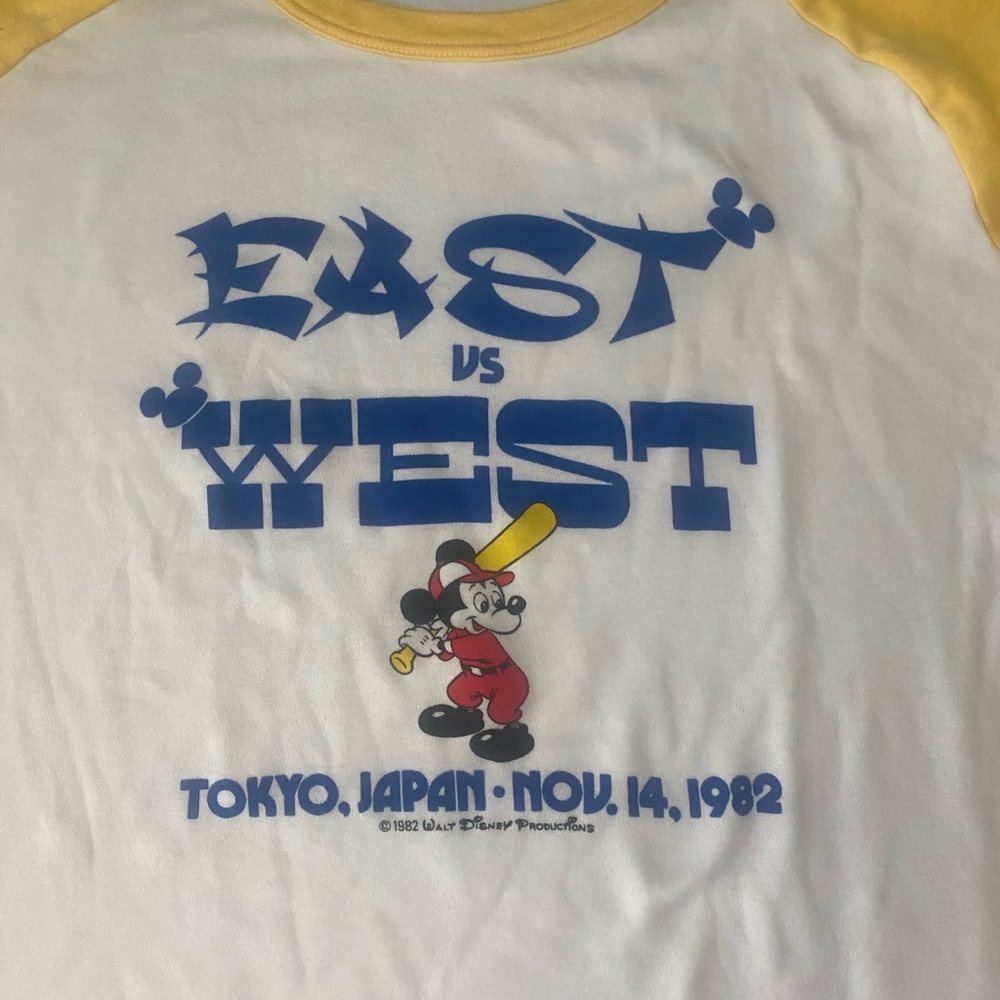 EAST
VS
WEST
TOKYO, JAPAN • NOV. 14, 1982
© 1982 WALT DISNEY PRODUCTIONS